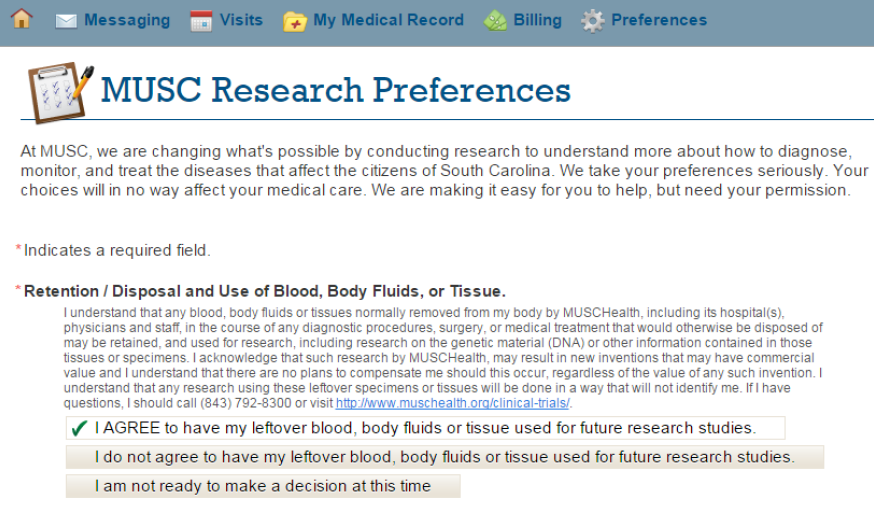 Messaging Visits My Medical Record Billing Preferences
MUSC Research Preferences
At MUSC, we are changing what's possible by conducting research to understand more about how to diagnose,
monitor, and treat the diseases that affect the citizens of South Carolina. We take your preferences seriously. Your
choices will in no way affect your medical care. We are making it easy for you to help, but need your permission.
*Indicates a required field.
*Retention / Disposal and Use of Blood, Body Fluids, or Tissue.
I understand that any blood, body fluids or tissues normally removed from my body by MUSCHealth, including its hospital(s),
physicians and staff, in the course of any diagnostic procedures, surgery, or medical treatment that would otherwise be disposed of
may be retained, and used for research, including research on the genetic material (DNA) or other information contained in those
tissues or specimens. I acknowledge that such research by MUSCHealth, may result in new inventions that may have commercial
value and I understand that there are no plans to compensate me should this occur, regardless of the value of any such invention. I
understand that any research using these leftover specimens or tissues will be done in a way that will not identify me. If I have
questions, I should call (843) 792-8300 or visit http://www.muschealth.org/clinical-trials/.
I AGREE to have my leftover blood, body fluids or tissue used for future research studies.
I do not agree to have my leftover blood, body fluids or tissue used for future research studies.
I am not ready to make a decision at this time